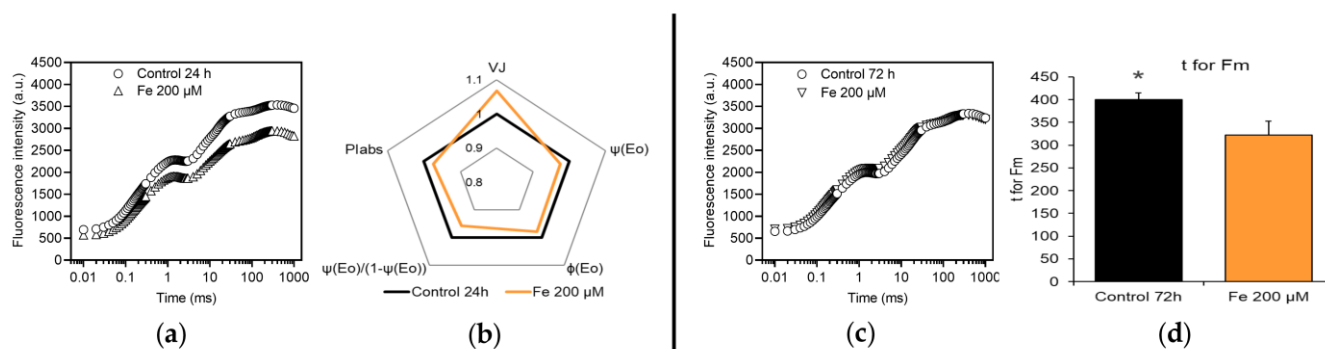 4500
4000
3500
3000
2500
2000
1500
1000
500
0
Fluorescence intensity (a.u.)
Control 24 h
Fe 200 µM
0.01 0.1 1 10 100 1000
Time (ms)
(a)
VJ
1.1
1
0.9
0.8
PIabs
ψ(Eo)
ψ(Eo)/(1-ψ(Eo))
ϕ(Eo)
Control 24h
Fe 200 µM
(b)
4500
4000
3500
3000
2500
2000
1500
1000
500
0
Fluorescence intensity (a.u.)
Control 72 h
Fe 200 µM
0.01 0.1 1 10 100 1000
Time (ms)
(c)
t for Fm
450
400
350
300
250
200
150
100
50
0
t for Fm
*
Control 72h
Fe 200 µM
(d)